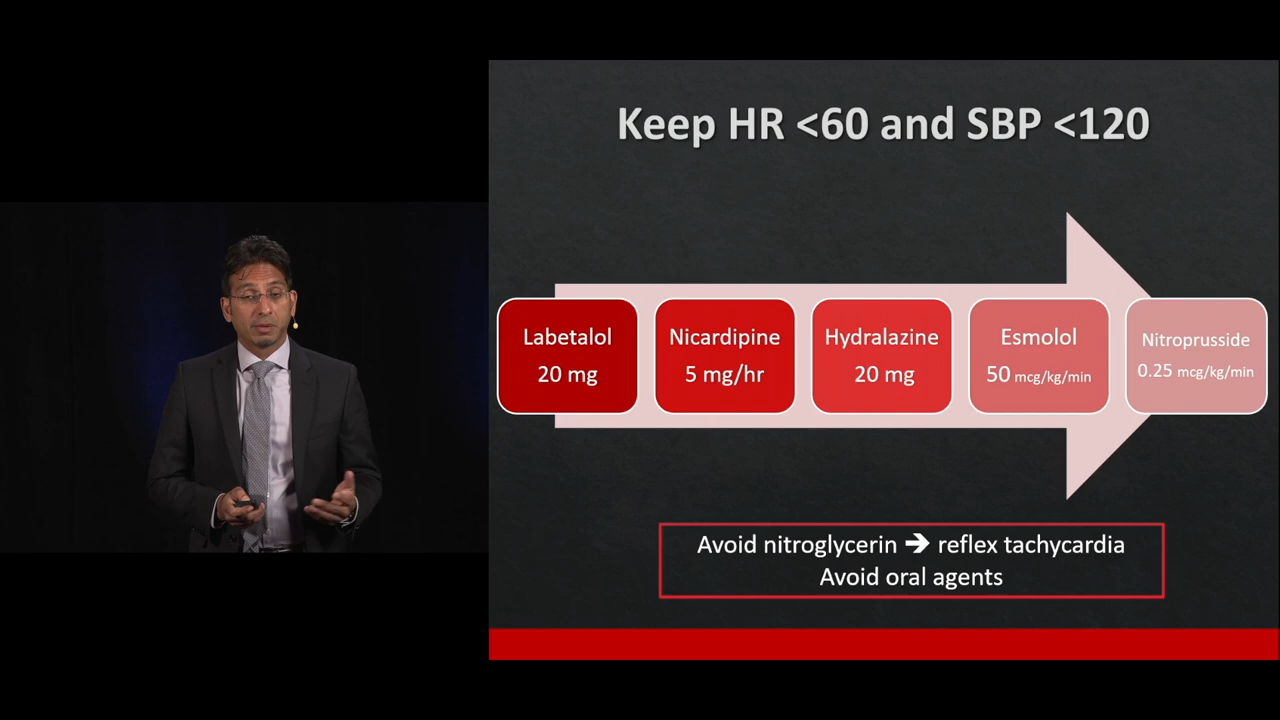 Keep HR <60 and SBP <120
Labetalol
20 mg
Nicardipine
5 mg/hr
Hydralazine
20 mg
Esmolol
50 mcg/kg/min
Nitroprusside
0.25 mcg/kg/min
Avoid nitroglycerin → reflex tachycardia
Avoid oral agents